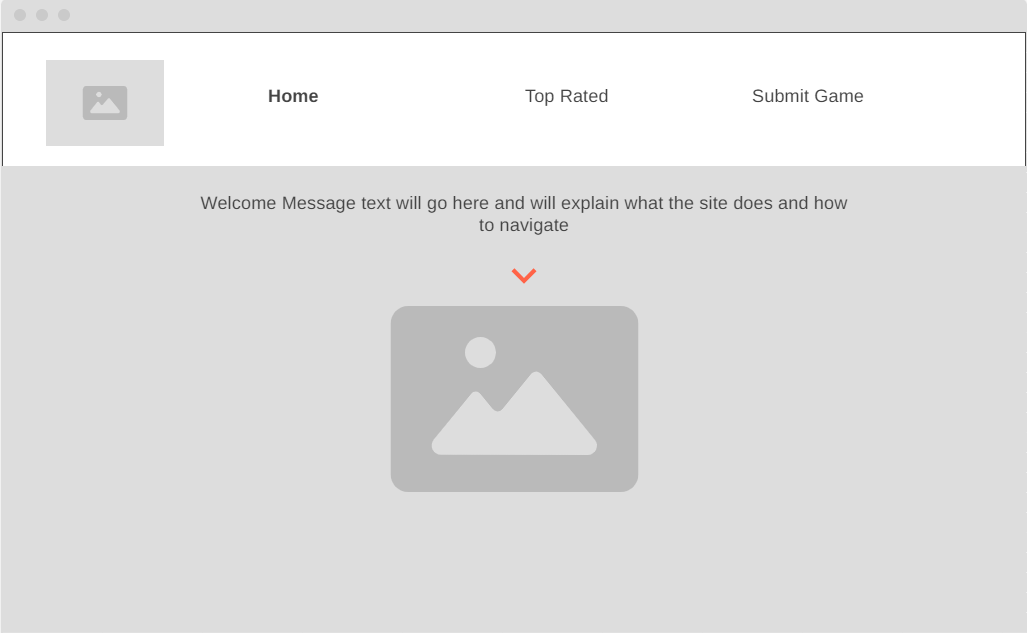 Home
Top Rated
Submit Game
Welcome Message text will go here and will explain what the site does and how
to navigate